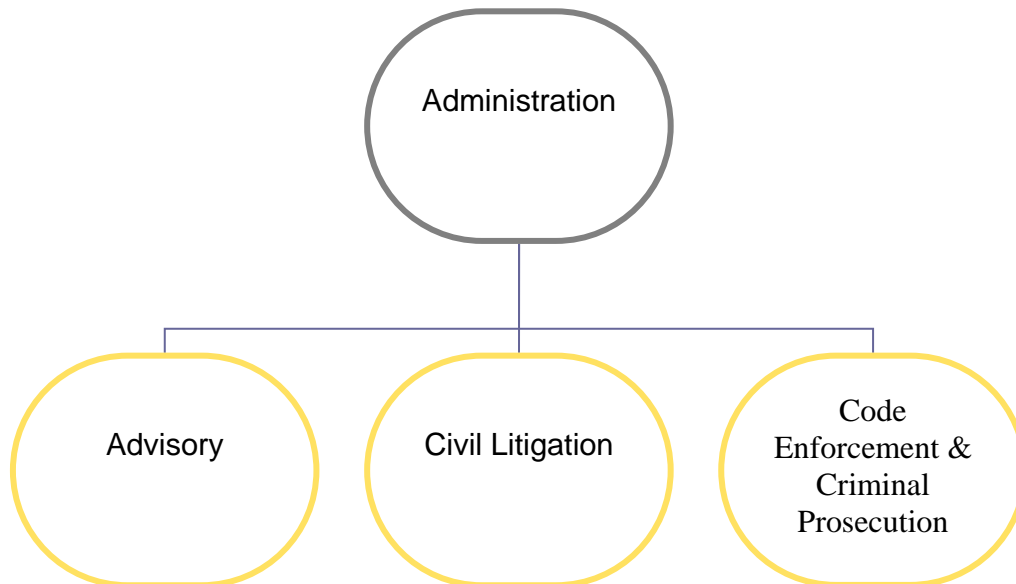 Administration
Advisory
Civil Litigation
Code
Enforcement &
Criminal
Prosecution